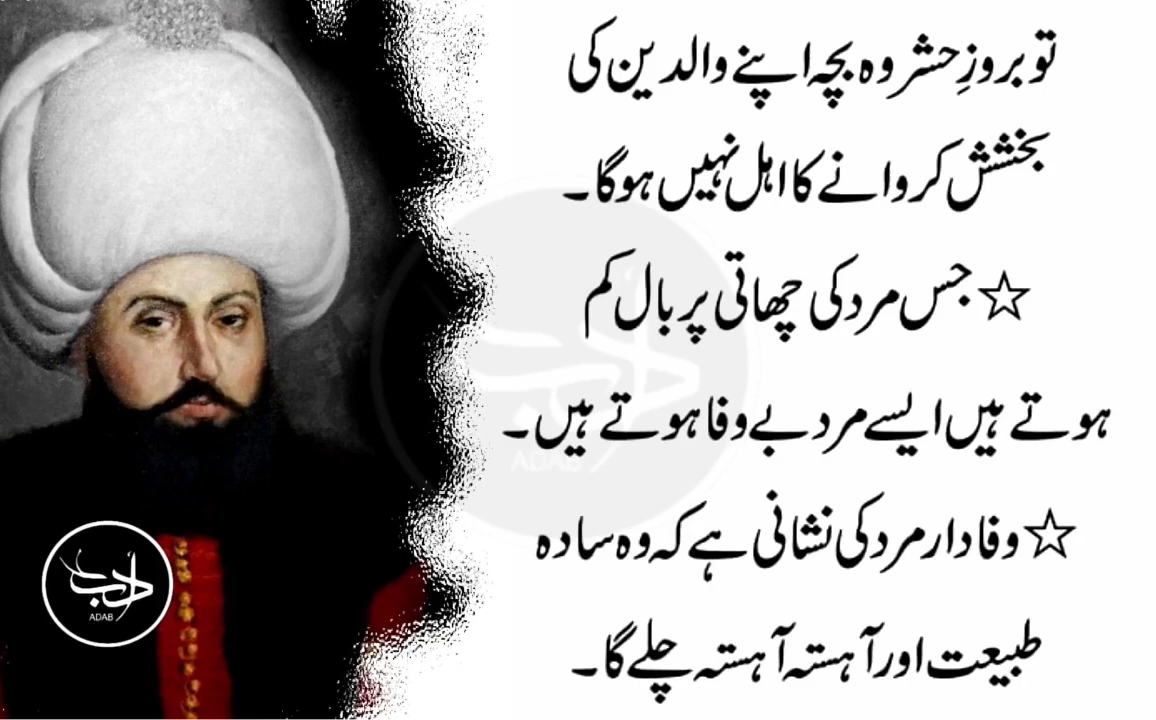 تو بروزِ حشر وہ بچہ اپنے والدین کی
بخشش کروانے کا اہل نہیں ہوگا۔
☆ جس مرد کی چھاتی پر بال کم
ہوتے ہیں ایسے مرد بے وفا ہوتے ہیں۔
☆ وفادار مرد کی نشانی ہے کہ وہ سادہ
طبیعت اور آہستہ آہستہ چلے گا۔
ادب
ADAB
ادب
ADAB